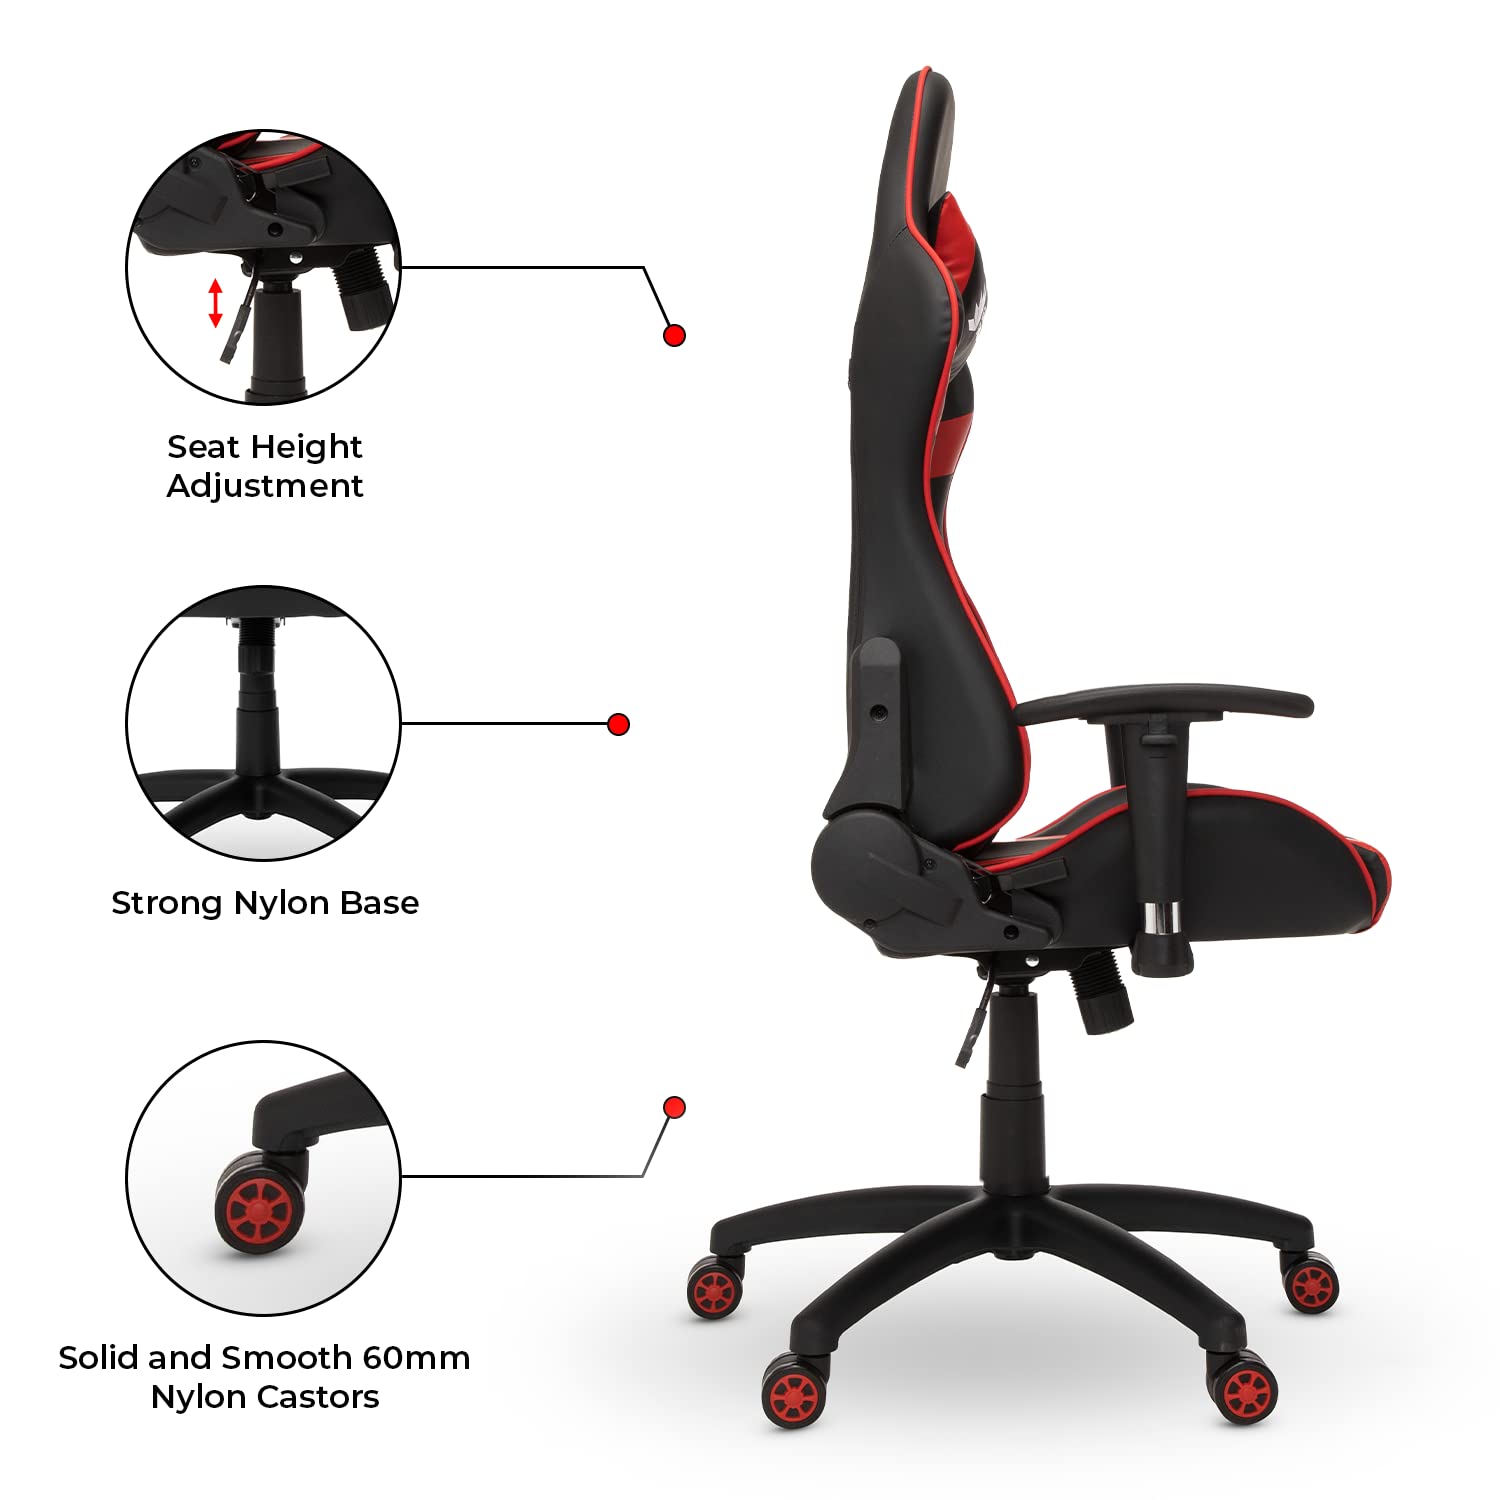 Seat Height
Adjustment
Strong Nylon Base
Solid and Smooth 60mm
Nylon Castors